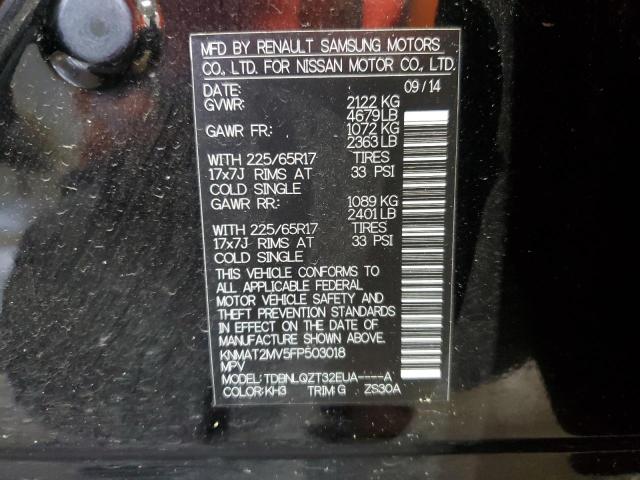 MFD BY RENAULT SAMSUNG MOTORS
CO., LTD. FOR NISSAN MOTOR CO., LTD.
DATE: 09/14
GVWR: 2122 KG
4679 LB
GAWR FR: 1072 KG
2363 LB
WITH 225/65R17 TIRES
17x7J RIMS AT 33 PSI
COLD SINGLE
GAWR RR: 1089 KG
2401 LB
WITH 225/65R17 TIRES
17x7J RIMS AT 33 PSI
COLD SINGLE
THIS VEHICLE CONFORMS TO
ALL APPLICABLE FEDERAL
MOTOR VEHICLE SAFETY AND
THEFT PREVENTION STANDARDS
IN EFFECT ON THE DATE OF
MANUFACTURE SHOWN ABOVE.
KNMAT2MV5FP503018
MPV
MODEL: TDBNLQZT32EUA----A
COLOR: KH3 TRIM: G ZS30A